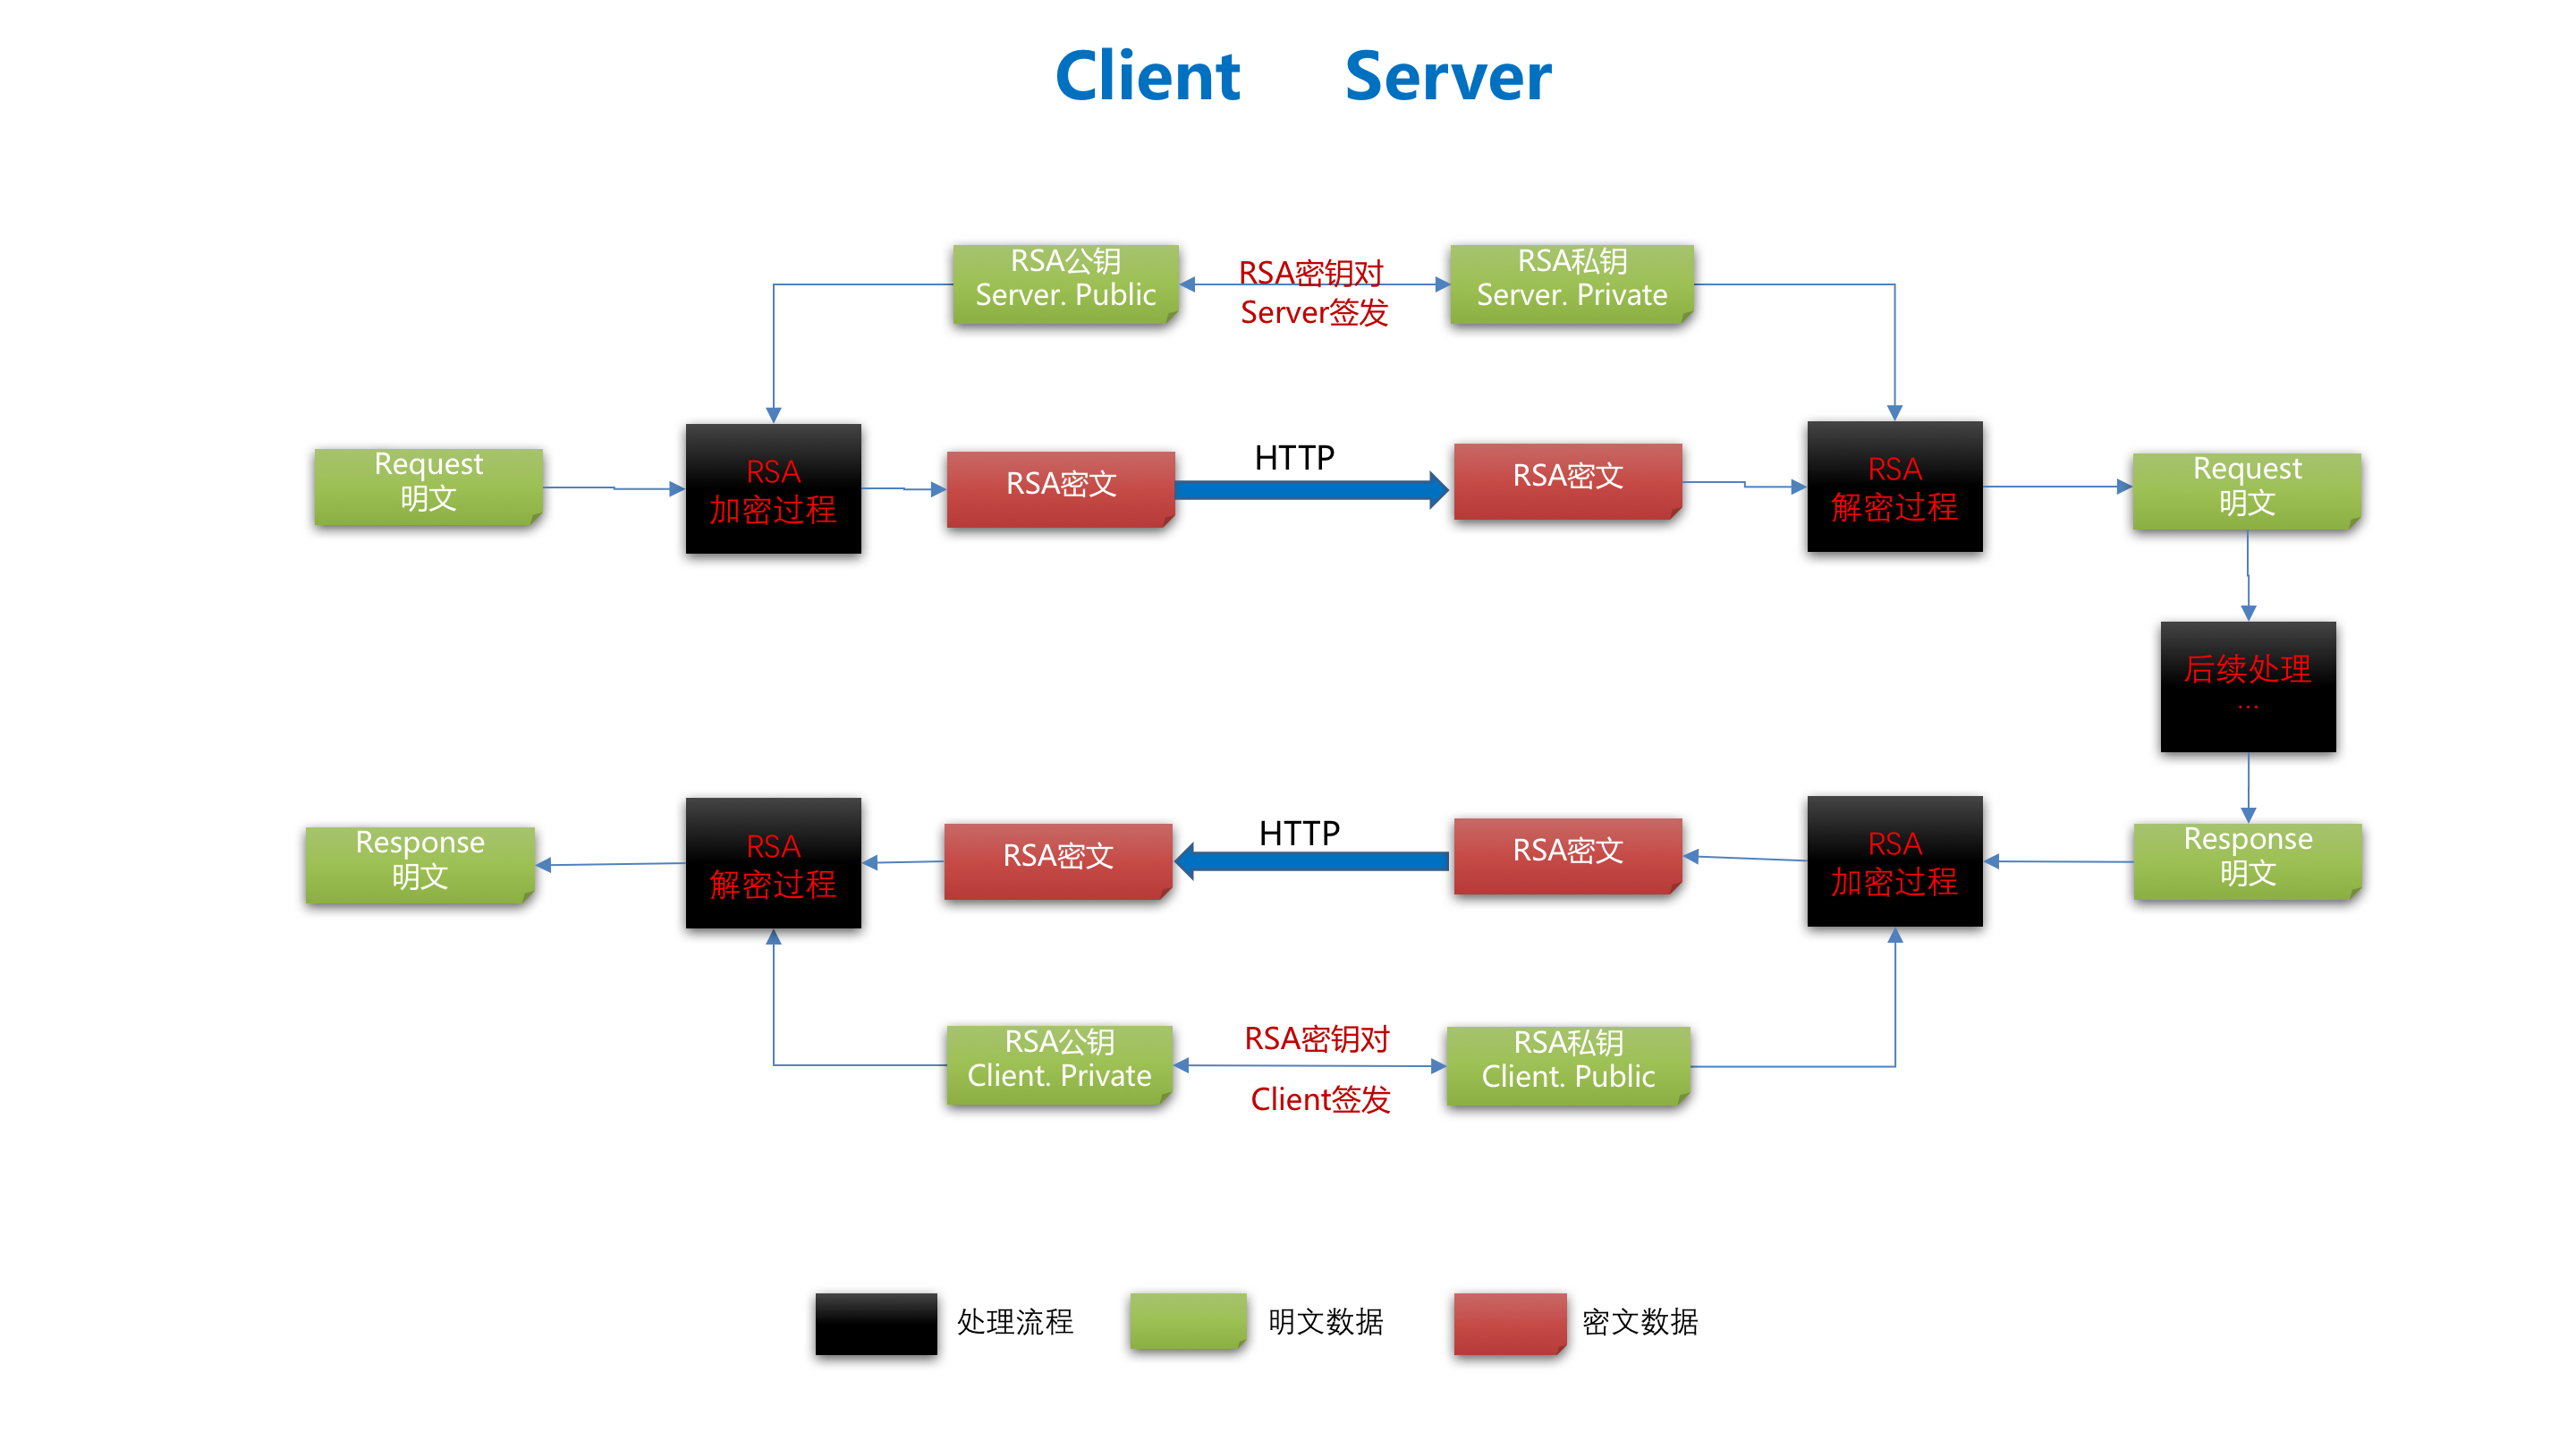 Client Server
RSA公钥
Server. Public
RSA密钥对
Server签发
RSA私钥
Server. Private
Request
明文
RSA
加密过程
RSA密文
HTTP
RSA密文
RSA
解密过程
Request
明文
后续处理
...
Response
明文
RSA
解密过程
RSA密文
HTTP
RSA密文
RSA
加密过程
Response
明文
RSA公钥
Client. Private
RSA密钥对
Client签发
RSA私钥
Client. Public
处理流程
明文数据
密文数据